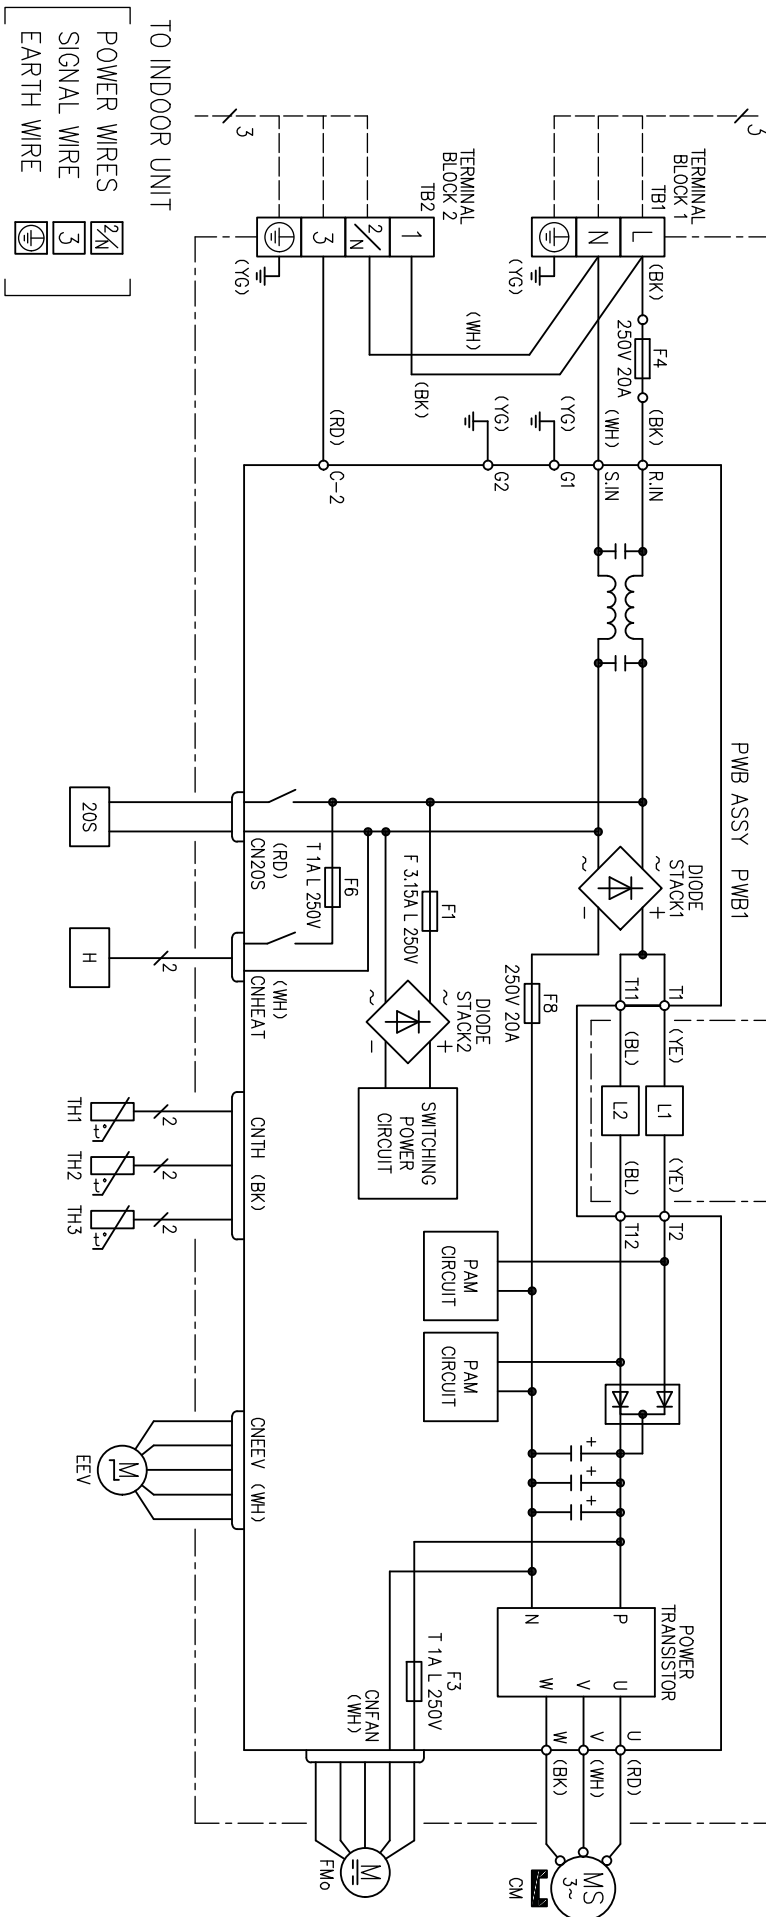 TO INDOOR UNIT
POWER WIRES 2/N
SIGNAL WIRE 3
EARTH WIRE
3
3
TERMINAL
BLOCK 1
TB1
L
N
(YG)
TERMINAL
BLOCK 2
TB2
1
2/N
3
(YG)
(BK)
F4
250V 20A
(BK)
(WH)
(WH)
(BK)
(YG)
(YG)
(RD)
R.IN
S.IN
G1
G2
C-2
PWB ASSY PWB1
DIODE
STACK1
~
~
+
-
F1
F 3.15A L 250V
F6
T 1A L 250V
(RD)
CN20S
20S
(WH)
CNHEAT
2
H
F8
250V 20A
DIODE
STACK2
~
~
+
-
SWITCHING
POWER
CIRCUIT
T1
T11
(YE)
(BL)
L1
L2
(YE)
(BL)
T2
T12
CNTH (BK)
2
2
2
TH1
t°
TH2
t°
TH3
t°
PAM
CIRCUIT
PAM
CIRCUIT
+
+
+
CNEEV (WH)
M
EEV
POWER
TRANSISTOR
P
N
U
V
W
F3
T 1A L 250V
CNFAN
(WH)
M
FMo
U (RD)
V (WH)
W (BK)
MS
3~
CM